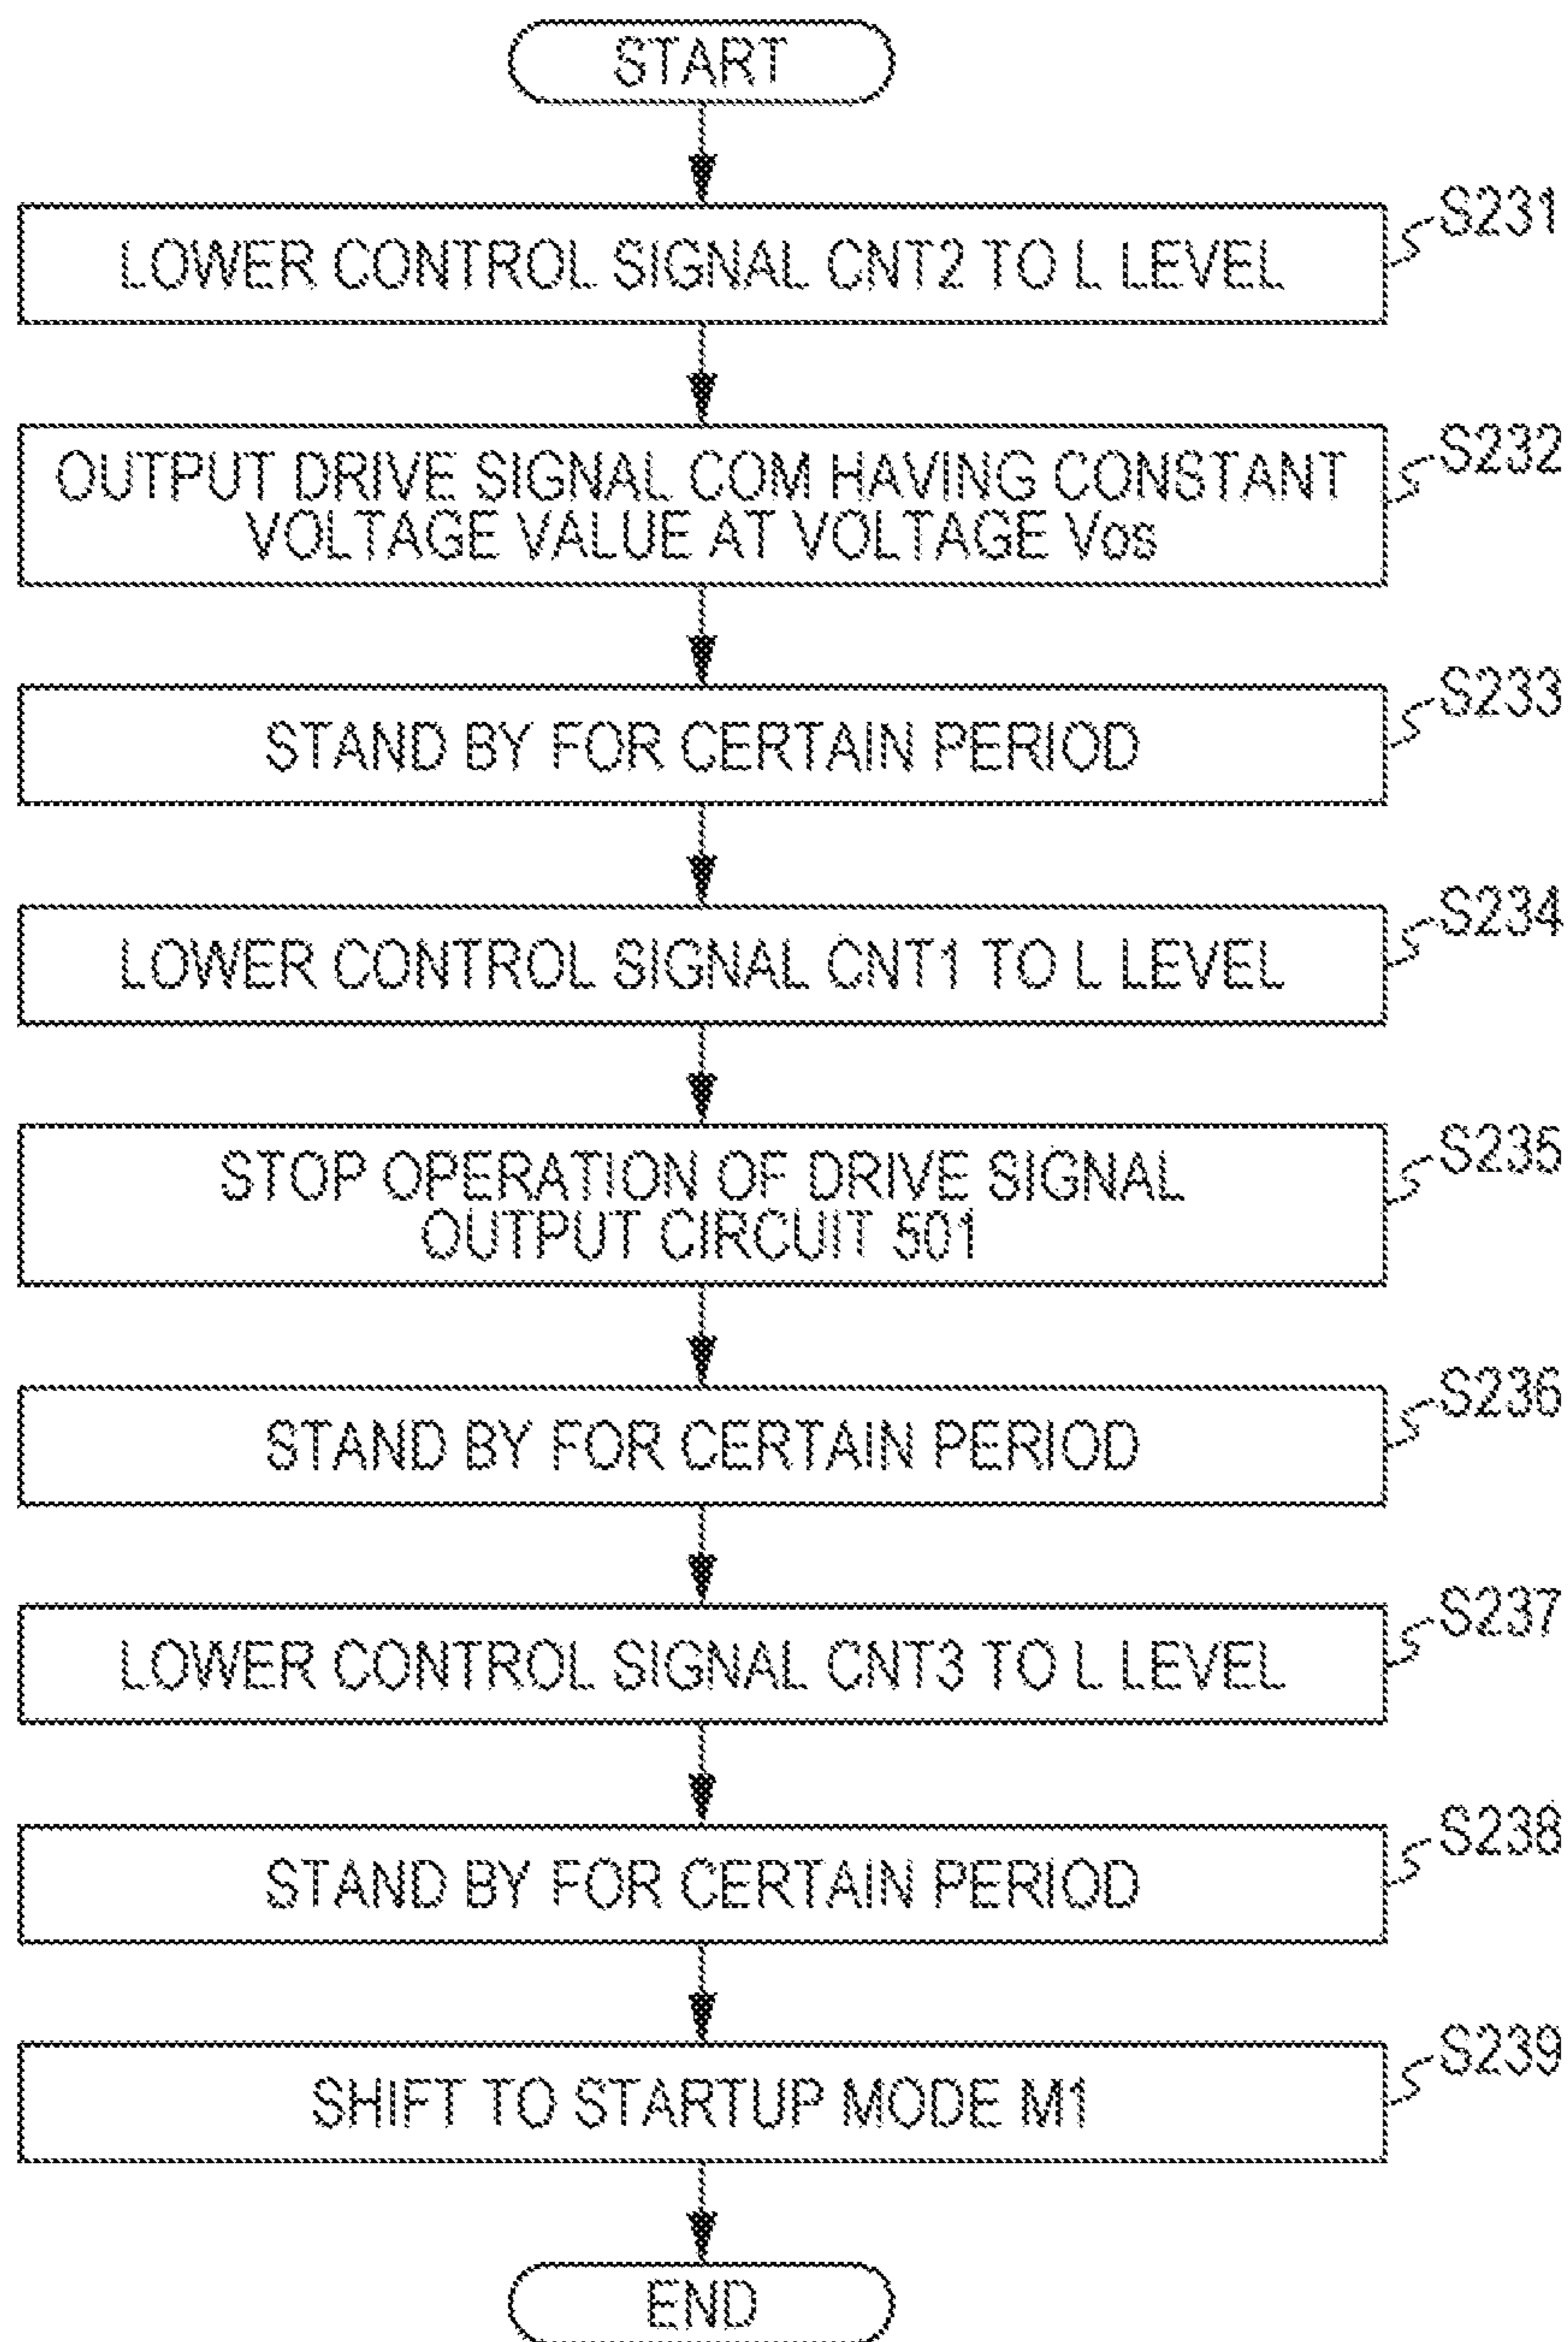 START
S231
LOWER CONTROL SIGNAL CNT2 TO L LEVEL
S232
OUTPUT DRIVE SIGNAL COM HAVING CONSTANT
VOLTAGE VALUE AT VOLTAGE Vos
S233
STAND BY FOR CERTAIN PERIOD
S234
LOWER CONTROL SIGNAL CNT1 TO L LEVEL
S235
STOP OPERATION OF DRIVE SIGNAL
OUTPUT CIRCUIT 501
S236
STAND BY FOR CERTAIN PERIOD
S237
LOWER CONTROL SIGNAL CNT3 TO L LEVEL
S238
STAND BY FOR CERTAIN PERIOD
S239
SHIFT TO STARTUP MODE M1
END